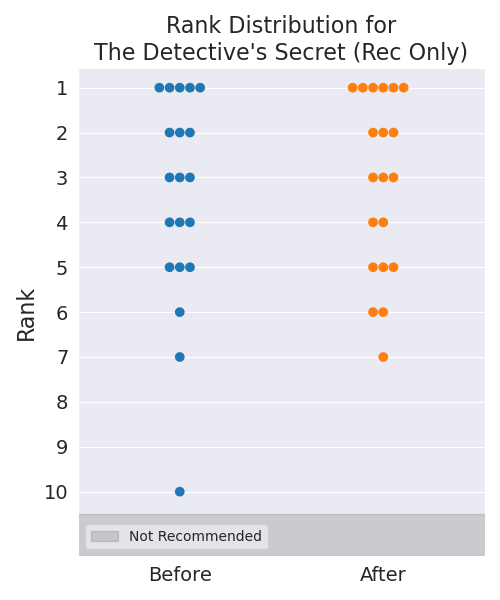 Rank Distribution for
The Detective's Secret (Rec Only)
Rank
1
2
3
4
5
6
7
8
9
10
Not Recommended
Before
After